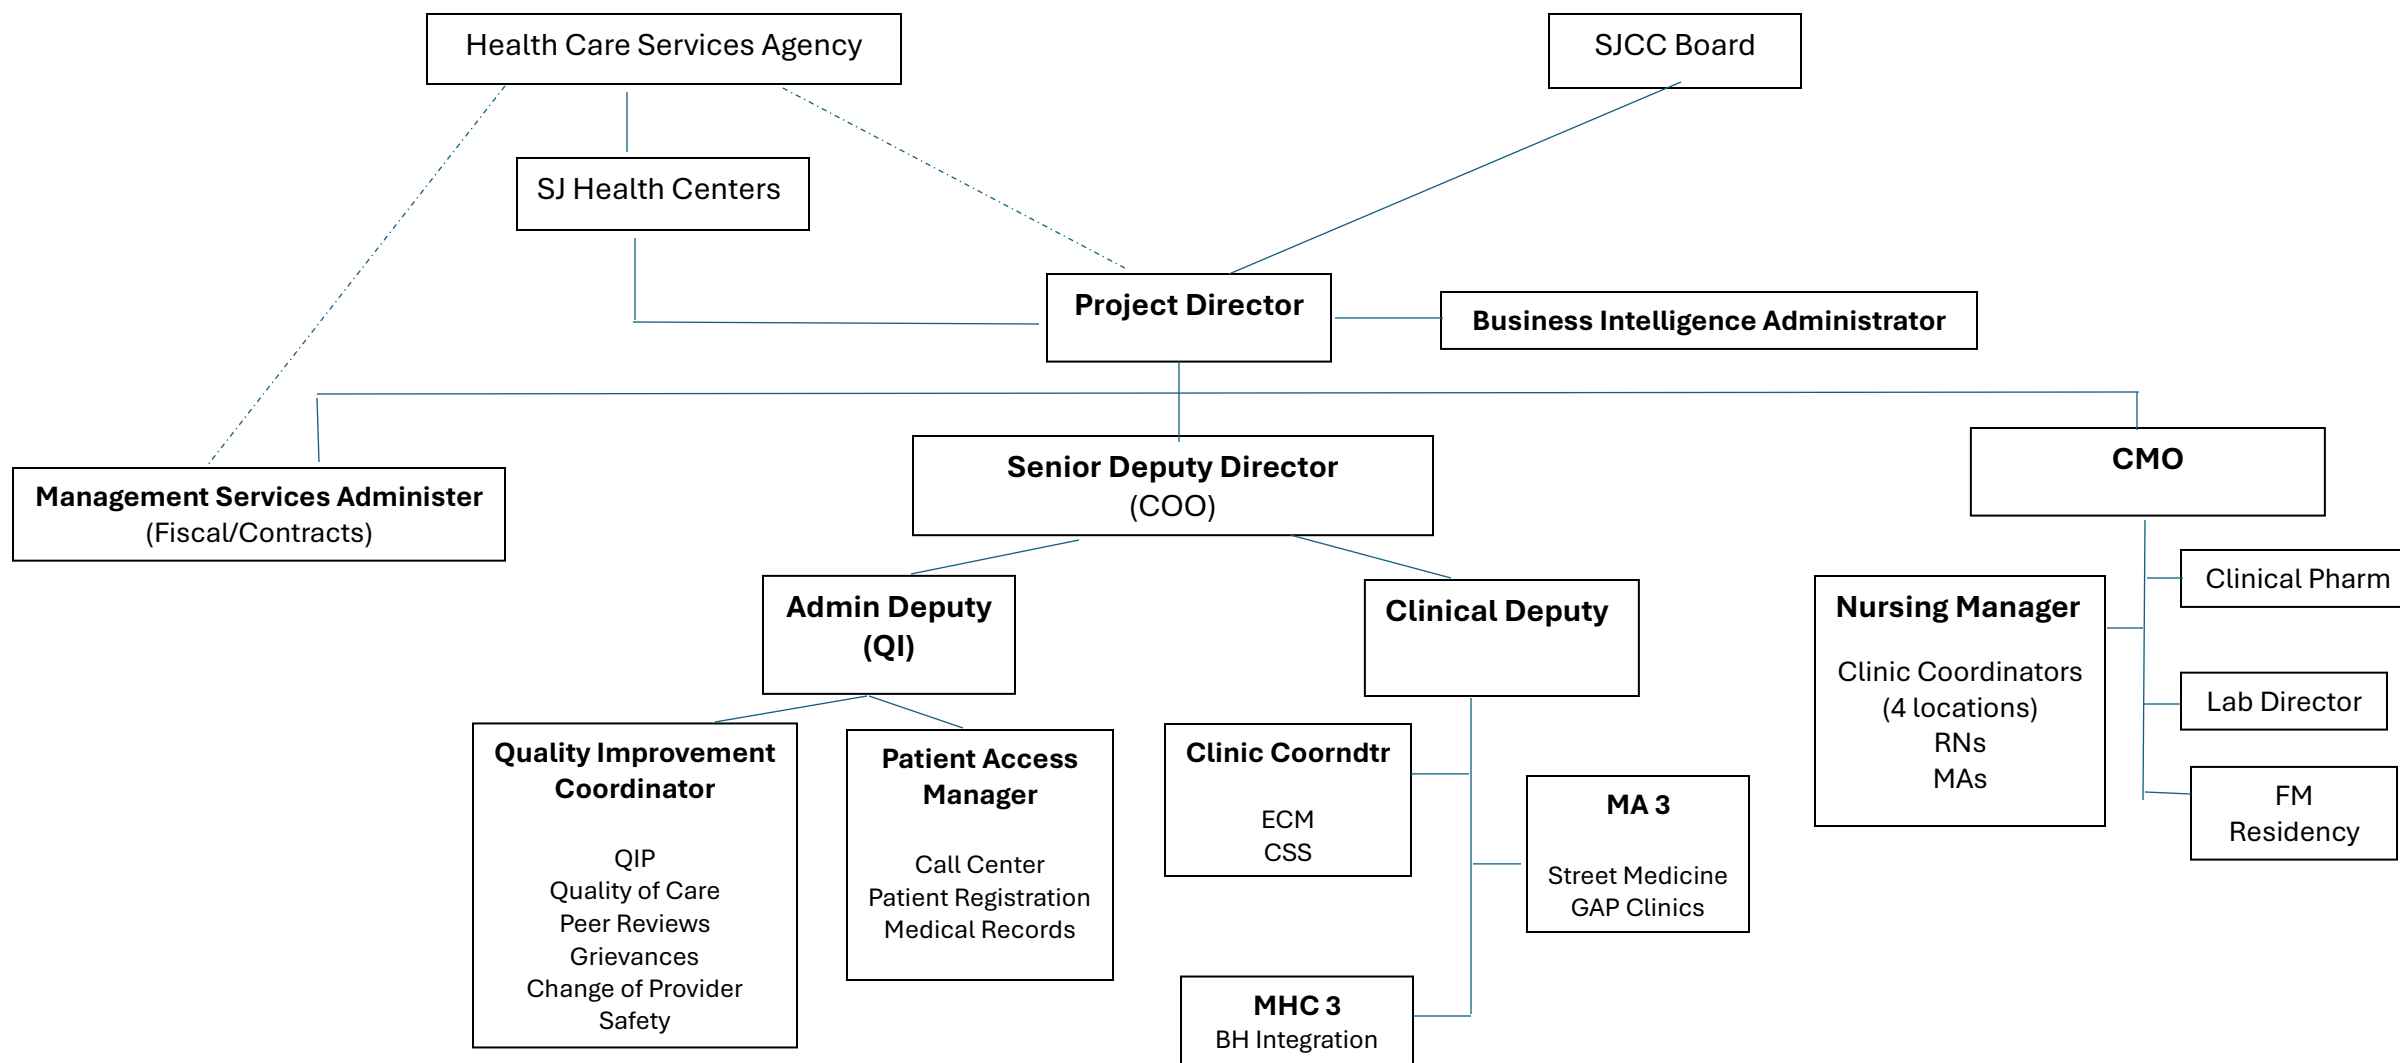 Health Care Services Agency
SJCC Board
SJ Health Centers
Project Director
Business Intelligence Administrator
Management Services Administer
(Fiscal/Contracts)
Senior Deputy Director
(COO)
CMO
Admin Deputy
(QI)
Clinical Deputy
Nursing Manager
Clinic Coordinators
(4 locations)
RNs
MAs
Clinical Pharm
Lab Director
FM
Residency
Quality Improvement
Coordinator
QIP
Quality of Care
Peer Reviews
Grievances
Change of Provider
Safety
Patient Access
Manager
Call Center
Patient Registration
Medical Records
Clinic Coorndtr
ECM
CSS
MA 3
Street Medicine
GAP Clinics
MHC 3
BH Integration